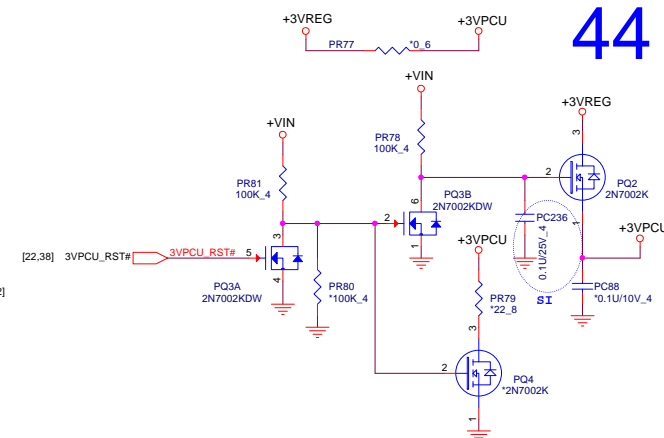 44
+3VREG
+3VPCU
PR77
*0_6
+VIN
+3VREG
+VIN
PR78
100K_4
3
PR81
100K_4
2
PQ2
2N7002K
PQ3B
2N7002KDW
6
2
1
1
PC236
0.1U/25V_4
+3VPCU
+3VPCU
[22,38]
3VPCU_RST#
3VPCU_RST#
5
3
4
PQ3A
2N7002KDW
PR80
*100K_4
SI
PC88
*0.1U/10V_4
PR79
*22_8
3
2
PQ4
*2N7002K
1